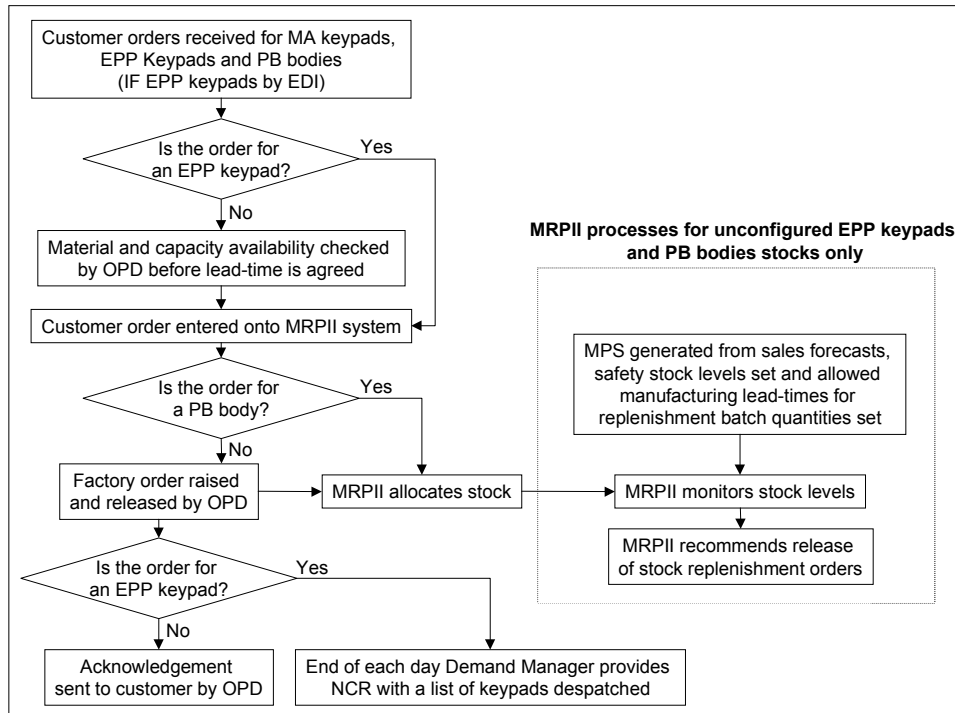 Customer orders received for MA keypads,
EPP Keypads and PB bodies
(IF EPP keypads by EDI)
Is the order for
an EPP keypad?
Yes
No
Material and capacity availability checked
by OPD before lead-time is agreed
Customer order entered onto MRPII system
Is the order for
a PB body?
Yes
No
Factory order raised
and released by OPD
MRPII allocates stock
Is the order for
an EPP keypad?
Yes
No
Acknowledgement
sent to customer by OPD
End of each day Demand Manager provides
NCR with a list of keypads despatched
MRPII processes for unconfigured EPP keypads
and PB bodies stocks only
MPS generated from sales forecasts,
safety stock levels set and allowed
manufacturing lead-times for
replenishment batch quantities set
MRPII monitors stock levels
MRPII recommends release
of stock replenishment orders